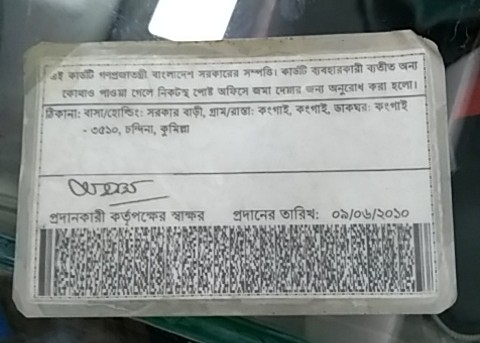 এই কার্ডটি গণপ্রজাতন্ত্রী বাংলাদেশ সরকারের সম্পত্তি। কার্ডটি ব্যবহারকারী ব্যতীত অন্য
কোথাও পাওয়া গেলে নিকটস্থ পোষ্ট অফিসে জমা দেবার জন্য অনুরোধ করা হলো।
ঠিকানা: বাসা/হোল্ডিং: সরকার বাড়ী, গ্রাম/রাস্তা: কংগাই, কংগাই, ডাকঘর: কংগাই
- ৩৫১০, চান্দিনা, কুমিল্লা
প্রদানকারী কর্তৃপক্ষের স্বাক্ষর প্রদানের তারিখ: ০৯/০৬/২০১০